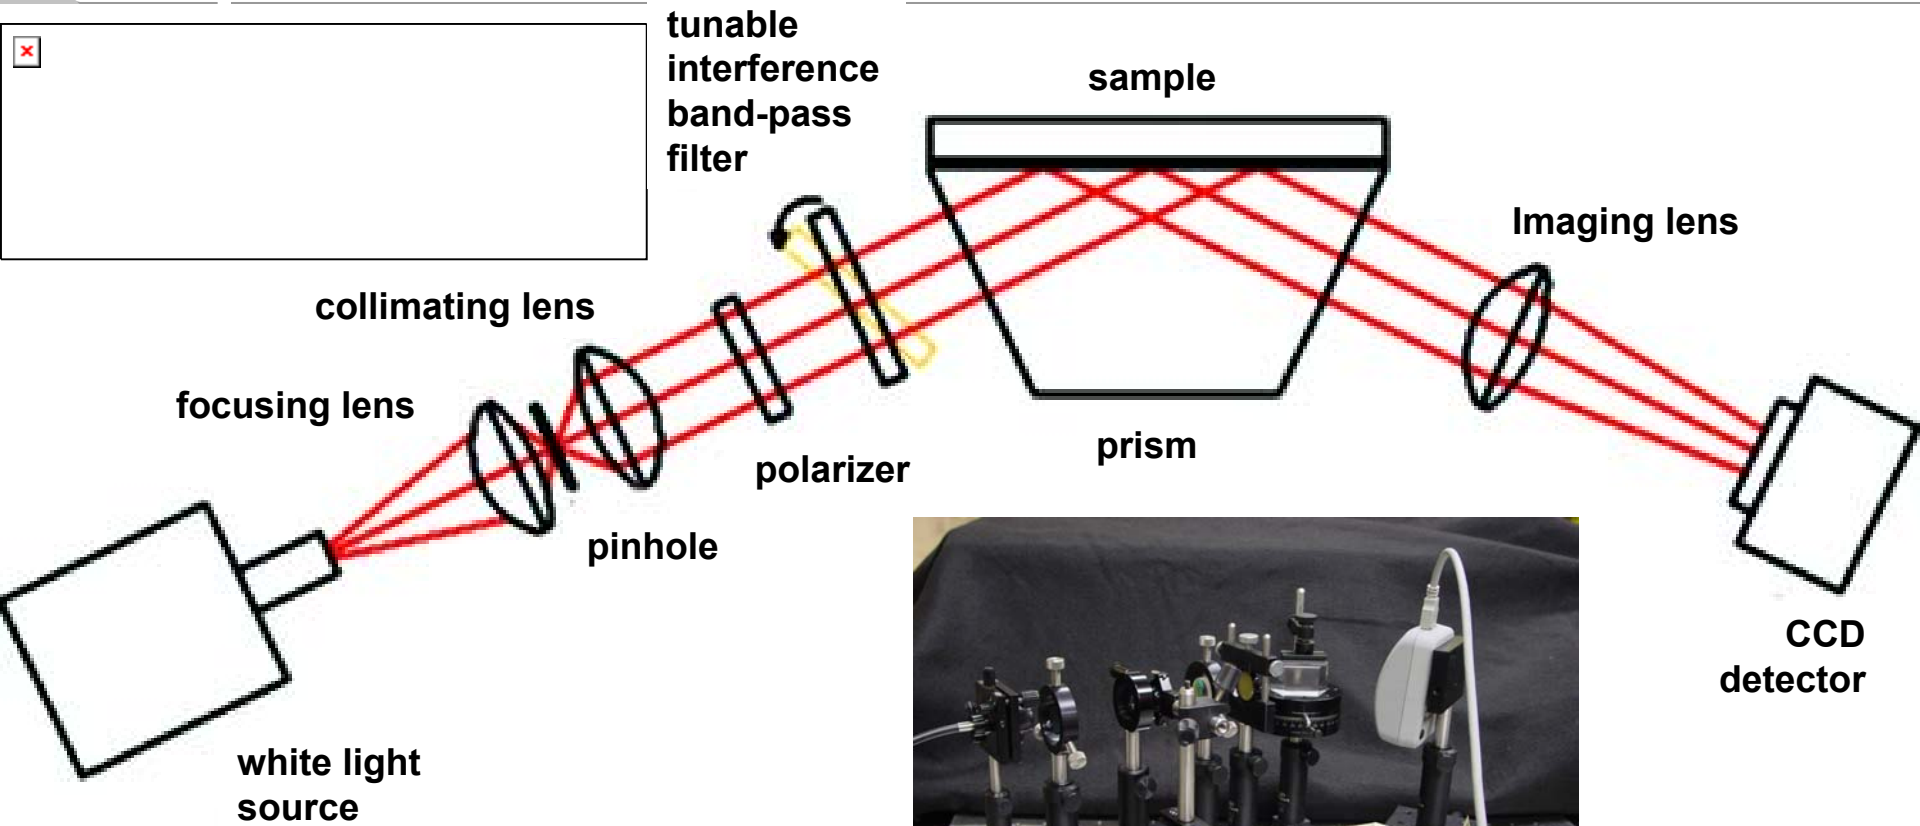 tunable
interference
band-pass
filter
sample
Imaging lens
collimating lens
focusing lens
polarizer
prism
pinhole
CCD
detector
white light
source